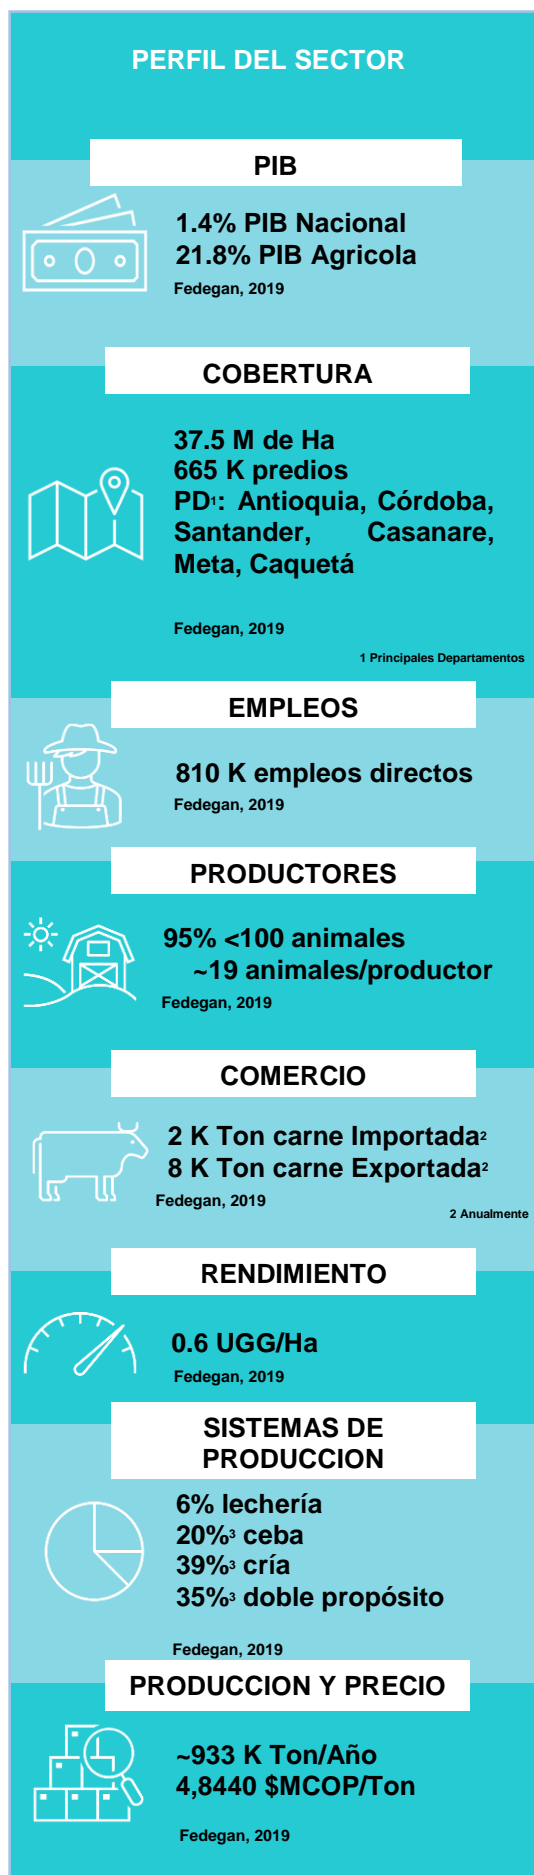 PERFIL DEL SECTOR
PIB
1.4% PIB Nacional
21.8% PIB Agricola
Fedegan, 2019
COBERTURA
37.5 M de Ha
665 K predios
PD¹: Antioquia, Córdoba,
Santander, Casanare,
Meta, Caquetá
Fedegan, 2019
1 Principales Departamentos
EMPLEOS
810 K empleos directos
Fedegan, 2019
PRODUCTORES
95% <100 animales
~19 animales/productor
Fedegan, 2019
COMERCIO
2 K Ton carne Importada²
8 K Ton carne Exportada²
Fedegan, 2019
2 Anualmente
RENDIMIENTO
0.6 UGG/Ha
Fedegan, 2019
SISTEMAS DE
PRODUCCION
6% lechería
20%³ ceba
39%³ cría
35%³ doble propósito
Fedegan, 2019
PRODUCCION Y PRECIO
~933 K Ton/Año
4,8440 $MCOP/Ton
Fedegan, 2019